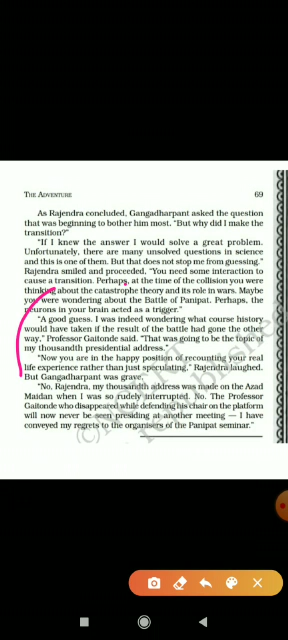 THE ADVENTURE 69
As Rajendra concluded, Gangadharpant asked the question
that was beginning to bother him most. “But why did I make the
transition?”
“If I knew the answer I would solve a great problem.
Unfortunately, there are many unsolved questions in science
and this is one of them. But that does not stop me from guessing.”
Rajendra smiled and proceeded, “You need some interaction to
cause a transition. Perhaps, at the time of the collision you were
thinking about the catastrophe theory and its role in wars. Maybe
you were wondering about the Battle of Panipat. Perhaps, the
neurons in your brain acted as a trigger.”
“A good guess. I was indeed wondering what course history
would have taken if the result of the battle had gone the other
way,” Professor Gaitonde said. “That was going to be the topic of
my thousandth presidential address.”
“Now you are in the happy position of recounting your real
life experience rather than just speculating,” Rajendra laughed.
But Gangadharpant was grave.
“No, Rajendra, my thousandth address was made on the Azad
Maidan when I was so rudely interrupted. No. The Professor
Gaitonde who disappeared while defending his chair on the platform
will now never be seen presiding at another meeting — I have
conveyed my regrets to the organisers of the Panipat seminar.”